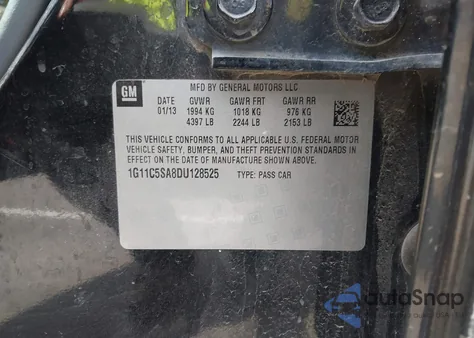 GM
MFD BY GENERAL MOTORS LLC
DATE GVWR GAWR FRT GAWR RR
01/13 1994 KG 1018 KG 976 KG
4397 LB 2244 LB 2153 LB
THIS VEHICLE CONFORMS TO ALL APPLICABLE U.S. FEDERAL MOTOR
VEHICLE SAFETY, BUMPER, AND THEFT PREVENTION STANDARDS
IN EFFECT ON THE DATE OF MANUFACTURE SHOWN ABOVE.
1G11C5SA8DU128525 TYPE: PASS CAR
AutoSnap